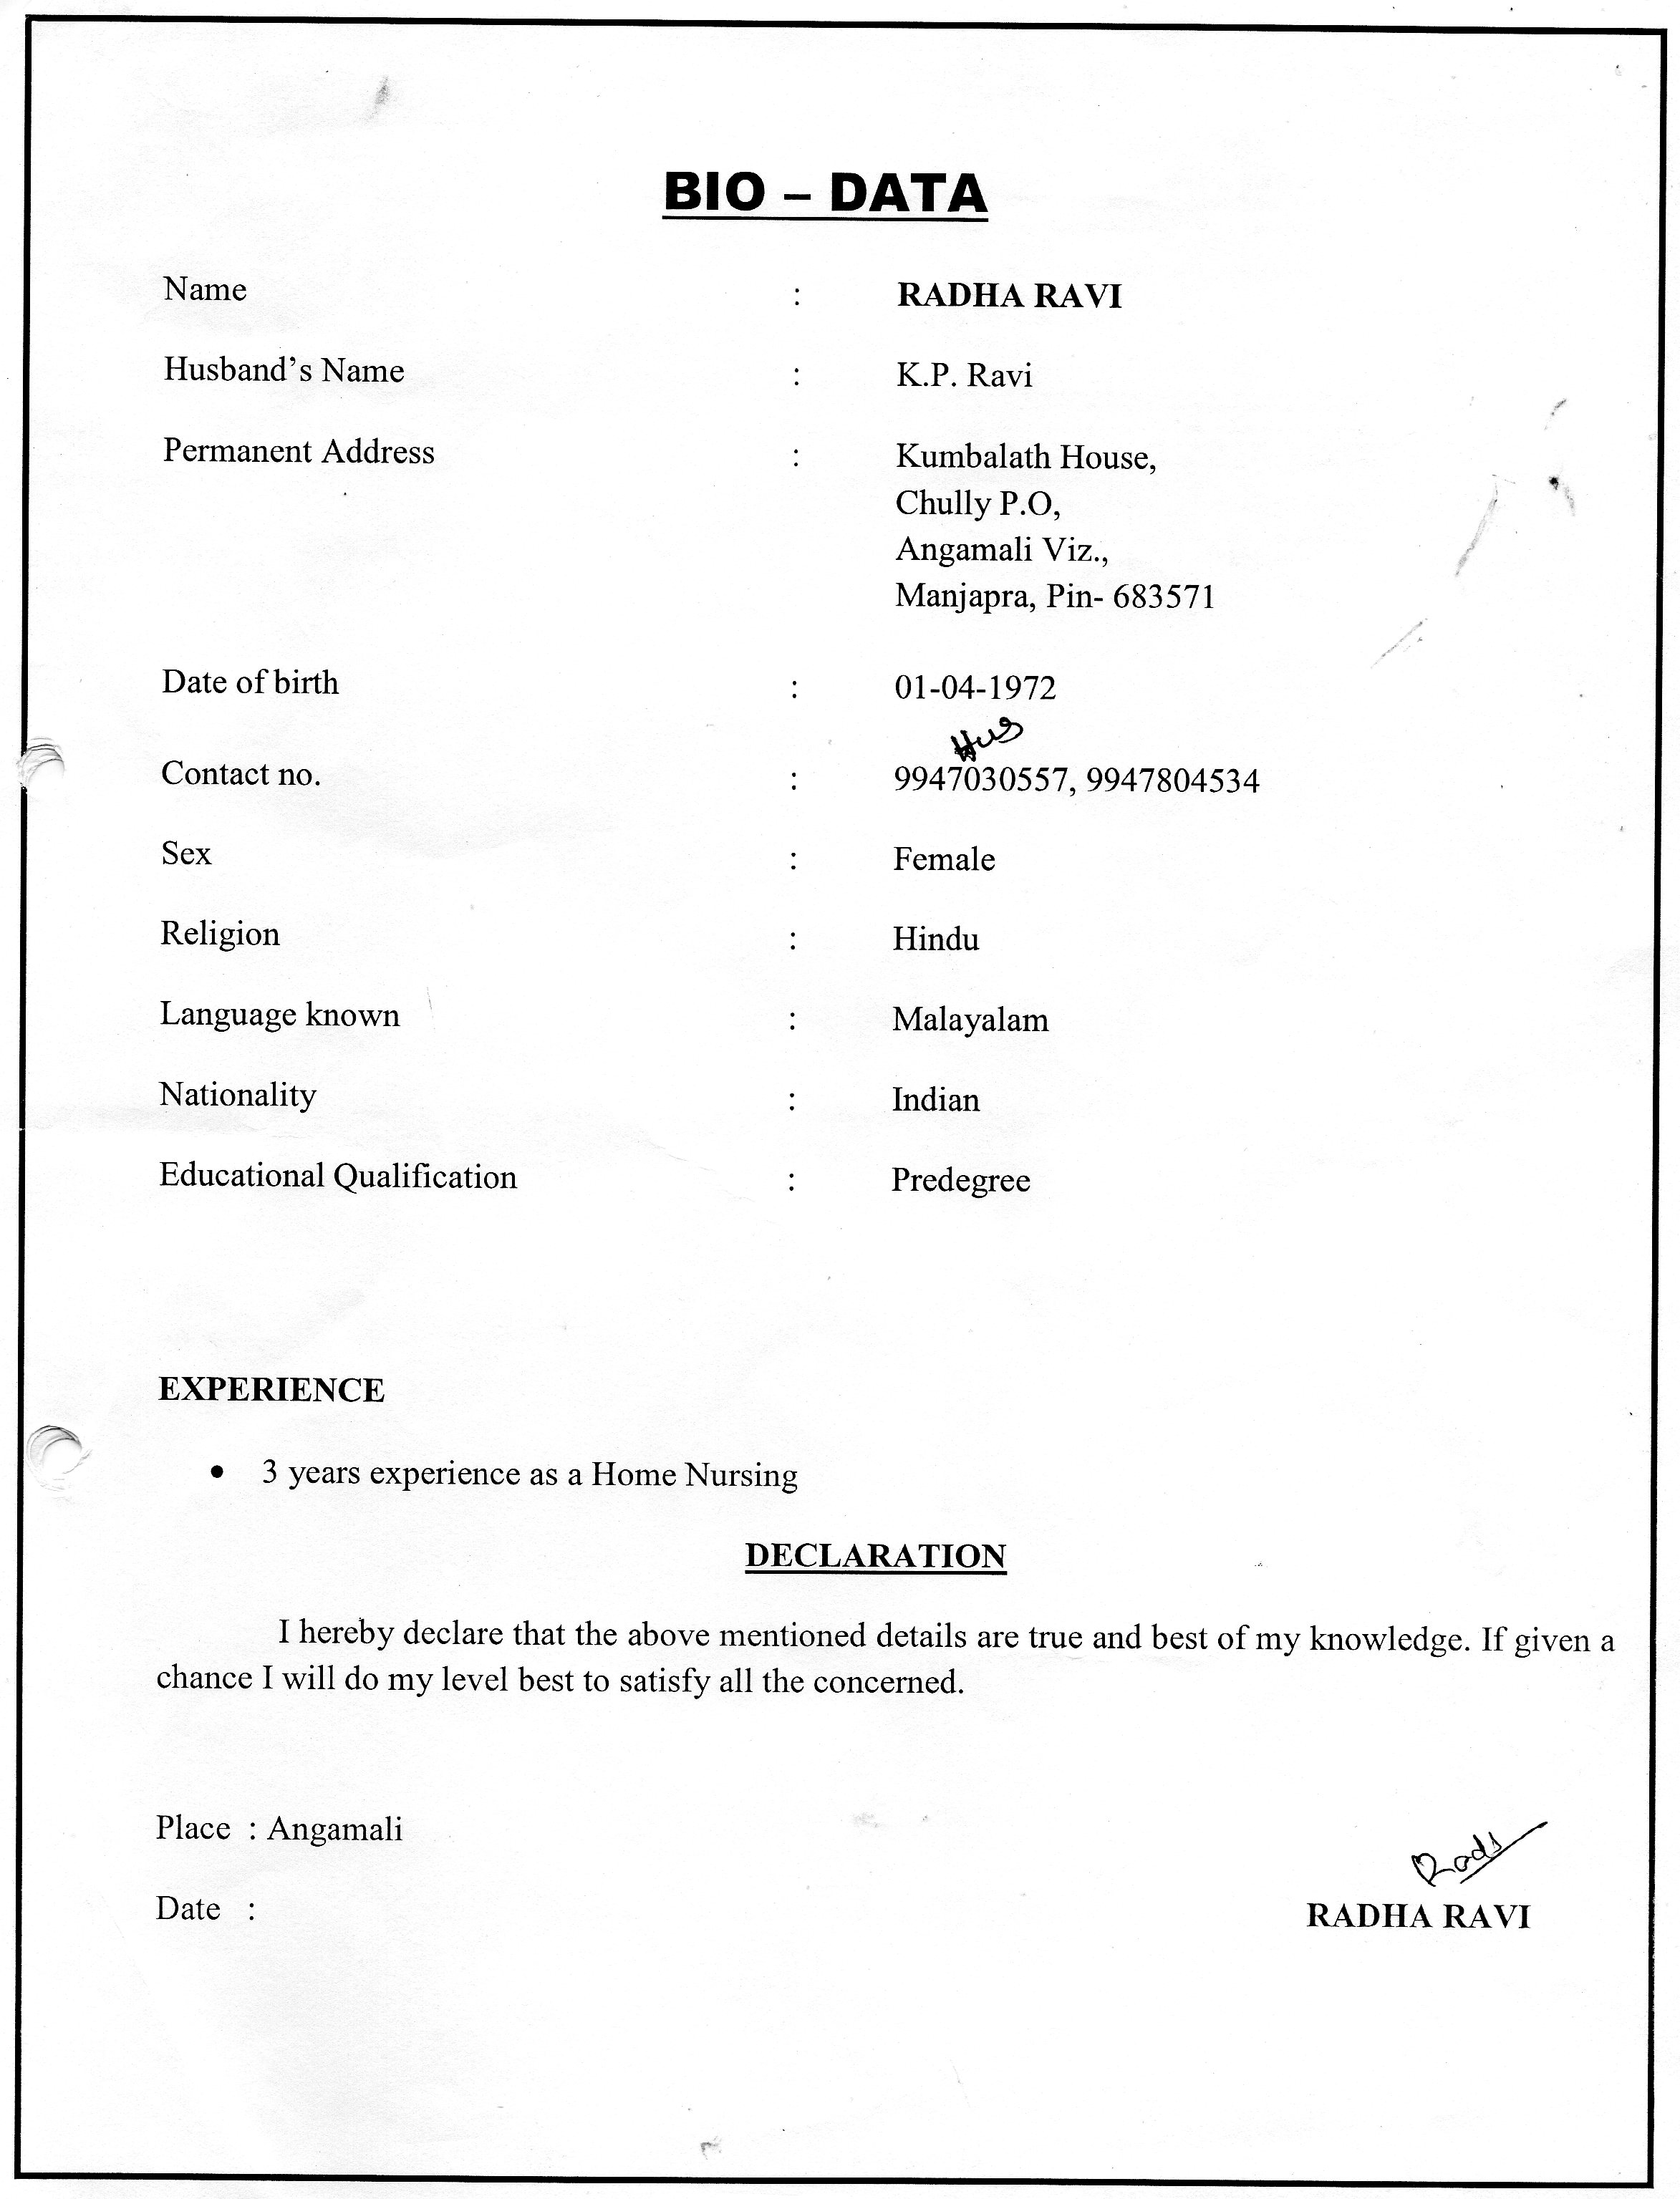 BIO – DATA
Name : RADHA RAVI
Husband’s Name : K.P. Ravi
Permanent Address : Kumbalath House,
Chully P.O,
Angamali Viz.,
Manjapra, Pin- 683571
Date of birth : 01-04-1972
Hus
Contact no. : 9947030557, 9947804534
Sex : Female
Religion : Hindu
Language known : Malayalam
Nationality : Indian
Educational Qualification : Predegree
EXPERIENCE
• 3 years experience as a Home Nursing
DECLARATION
I hereby declare that the above mentioned details are true and best of my knowledge. If given a
chance I will do my level best to satisfy all the concerned.
Place : Angamali
Date :
RADHA RAVI